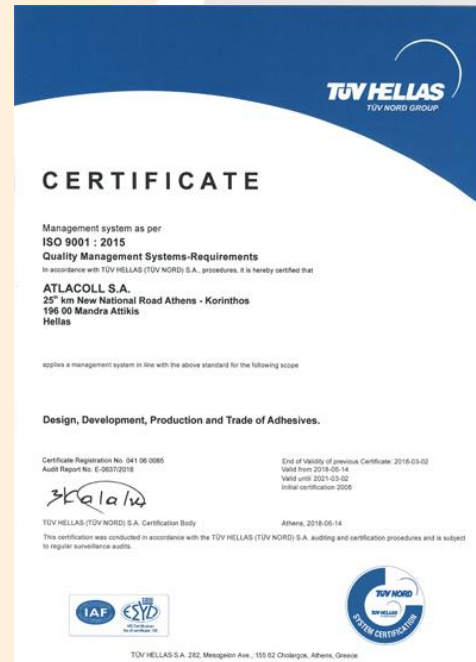 TÜV HELLAS
TÜV NORD GROUP
CERTIFICATE
Management system as per
ISO 9001 : 2015
Quality Management Systems-Requirements
In accordance with TÜV HELLAS (TÜV NORD) S.A., procedures, it is hereby certified that
ATLACOLL S.A.
25th km New National Road Athens - Korinthos
196 00 Mandra Attikis
Hellas
applies a management system in line with the above standard for the following scope
Design, Development, Production and Trade of Adhesives.
Certificate Registration No. 041 06 0085
Audit Report No. E-0637/2018
End of Validity of previous Certificate: 2018-03-02
Valid from 2018-06-14
Valid until 2021-03-02
Initial certification 2006
TÜV HELLAS (TÜV NORD) S.A. Certification Body
Athens, 2018-06-14
This certification was conducted in accordance with the TÜV HELLAS (TÜV NORD) S.A. auditing and certification procedures and is subject
to regular surveillance audits.
IAF
ΕΣΥΔ
TÜV NORD
TÜV HELLAS
SYSTEM CERTIFICATION
TÜV HELLAS S.A. 282, Mesogeion Ave., 155 62 Cholargos, Athens, Greece